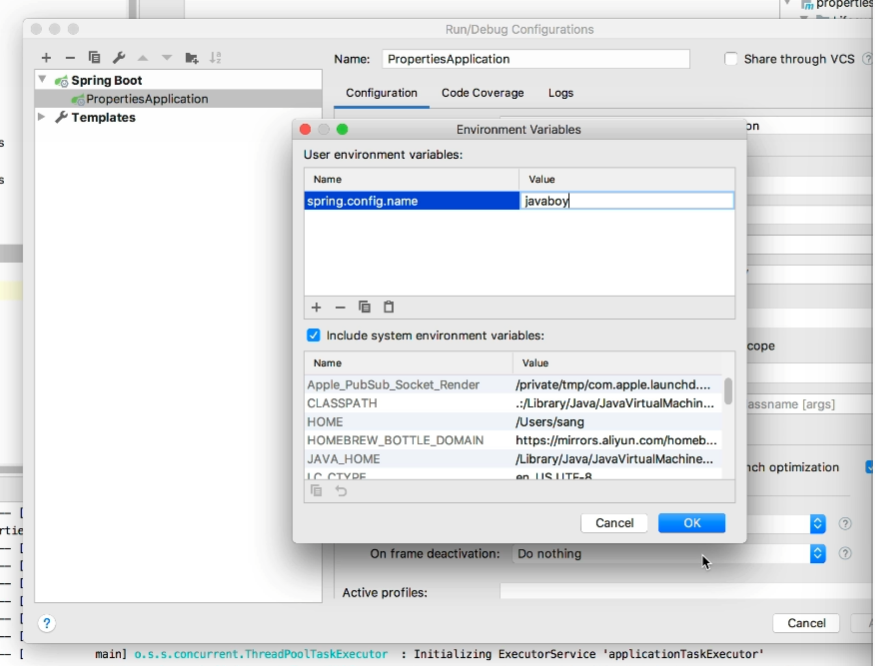 properties
Run/Debug Configurations
Name: PropertiesApplication Share through VCS
Spring Boot
PropertiesApplication
Templates
Configuration Code Coverage Logs
Environment Variables
User environment variables:
Name Value
spring.config.name javaboy
Include system environment variables:
Name Value
Apple_PubSub_Socket_Render /private/tmp/com.apple.launchd....
CLASSPATH .:/Library/Java/JavaVirtualMachin...
HOME /Users/sang
HOMEBREW_BOTTLE_DOMAIN https://mirrors.aliyun.com/homeb...
JAVA_HOME /Library/Java/JavaVirtualMachine...
LC_CTYPE en_US.UTF-8
Cancel OK
on
cope
assname [args]
nch optimization
On frame deactivation: Do nothing
Active profiles:
? Cancel
main] o.s.s.concurrent.ThreadPoolTaskExecutor : Initializing ExecutorService 'applicationTaskExecutor'